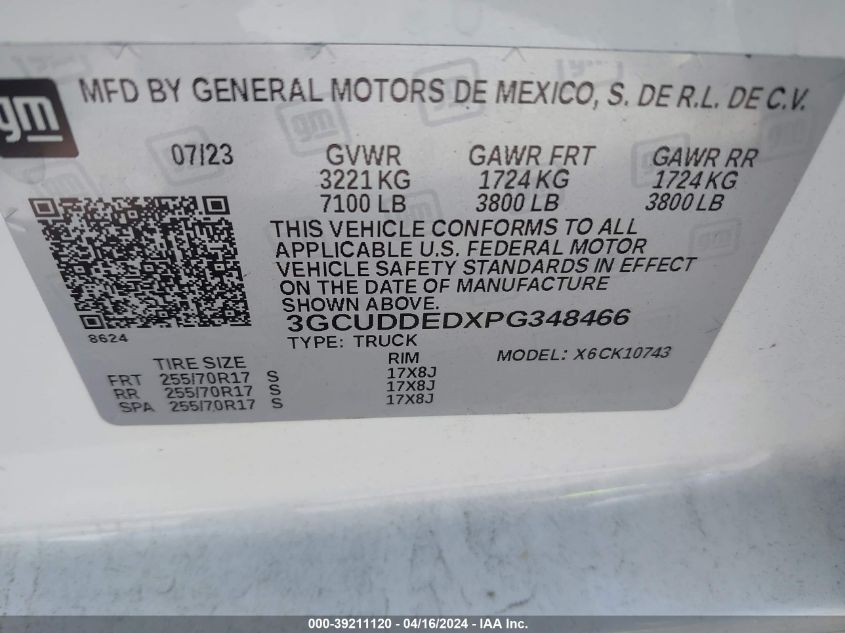 gm
MFD BY GENERAL MOTORS DE MEXICO, S. DE R.L. DE C.V.
07/23 GVWR GAWR FRT GAWR RR
3221 KG 1724 KG 1724 KG
7100 LB 3800 LB 3800 LB
THIS VEHICLE CONFORMS TO ALL
APPLICABLE U.S. FEDERAL MOTOR
VEHICLE SAFETY STANDARDS IN EFFECT
ON THE DATE OF MANUFACTURE
SHOWN ABOVE.
3GCUDDEDXPG348466
8624
TYPE: TRUCK MODEL: X6CK10743
TIRE SIZE RIM
FRT 255/70R17 S 17X8J
RR 255/70R17 S 17X8J
SPA 255/70R17 S 17X8J
000-39211120 - 04/16/2024 - IAA Inc.